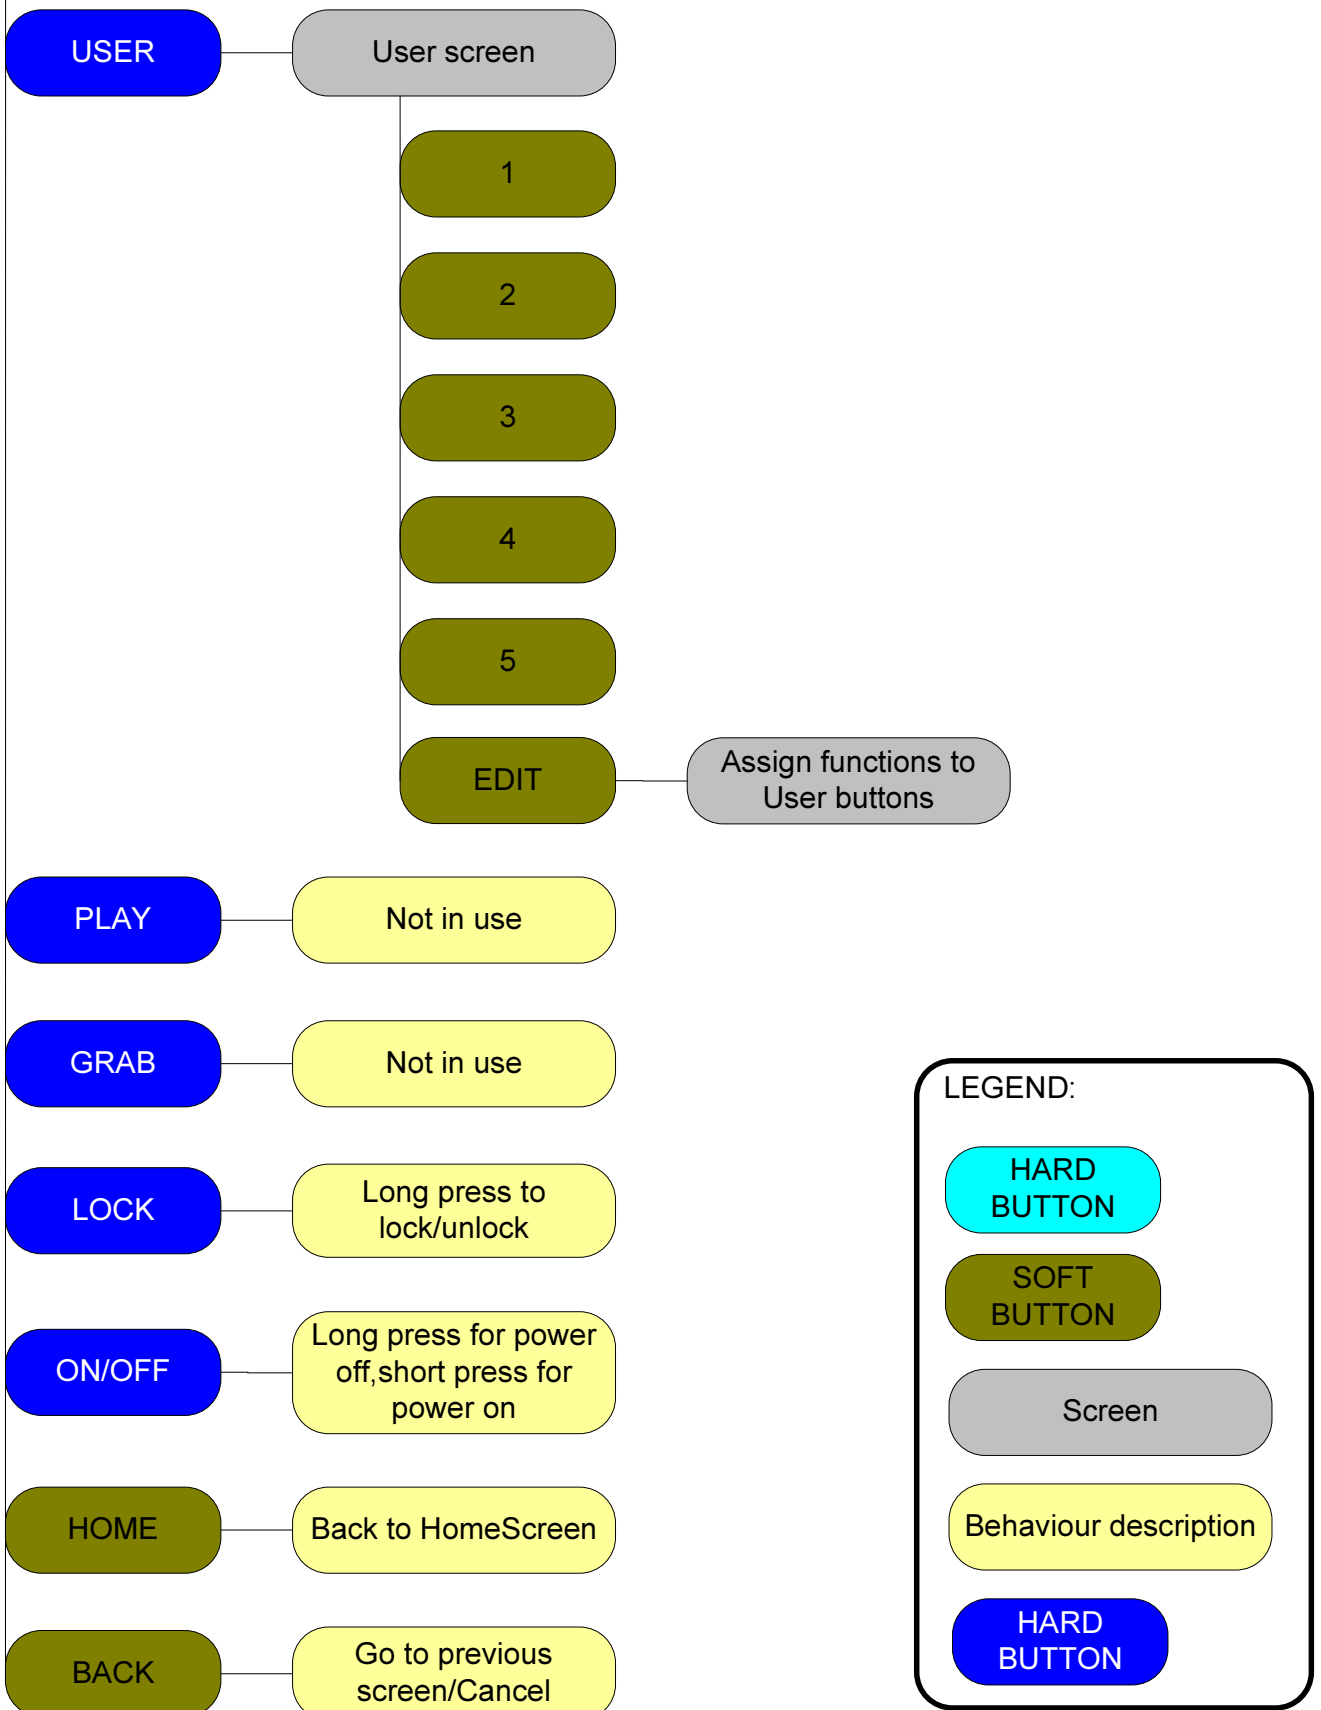 USER
User screen
1
2
3
4
5
EDIT
Assign functions to
User buttons
PLAY
Not in use
GRAB
Not in use
LOCK
Long press to
lock/unlock
ON/OFF
Long press for power
off,short press for
power on
HOME
Back to HomeScreen
BACK
Go to previous
screen/Cancel
LEGEND:
HARD
BUTTON
SOFT
BUTTON
Screen
Behaviour description
HARD
BUTTON